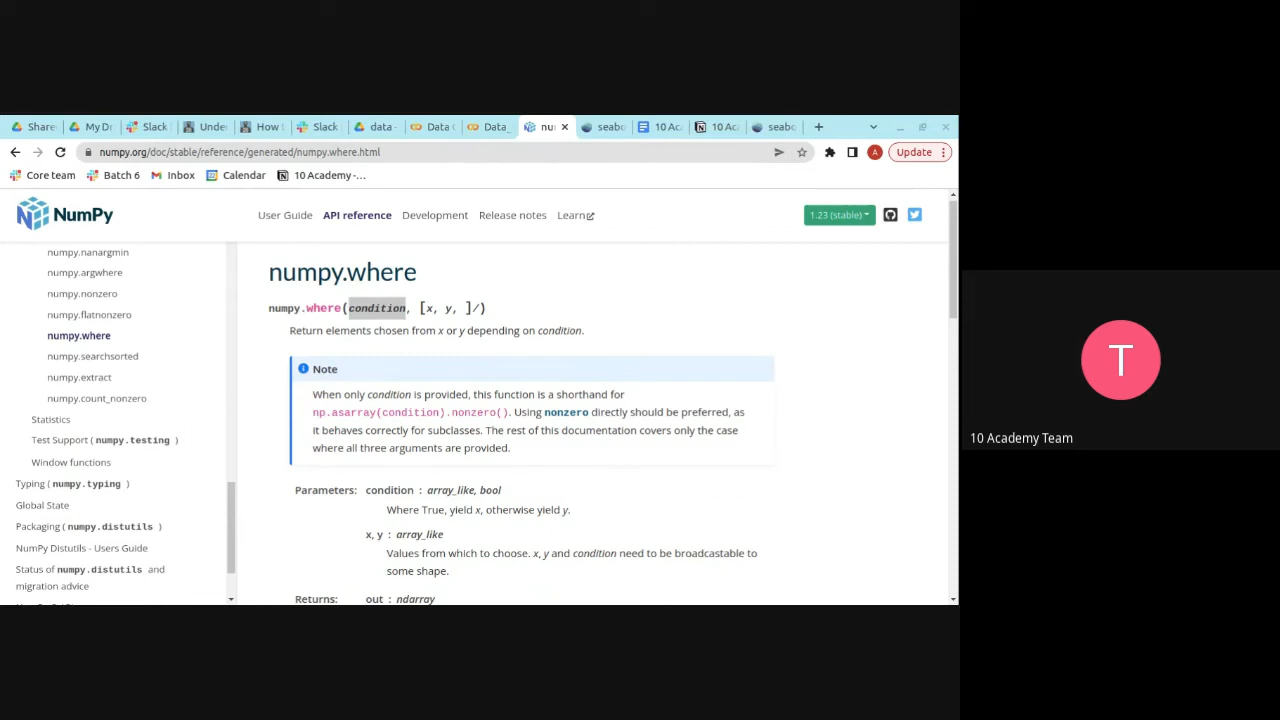 Share
My D
Slack
Unde
How
Slack
data -
Data
Data_
nu
seab
10 Ac
10 Ac
seab
numpy.org/doc/stable/reference/generated/numpy.where.html
A
Update
Core team
Batch 6
Inbox
Calendar
10 Academy -...
NumPy
User Guide
API reference
Development
Release notes
Learn
1.23 (stable)
numpy.nanargmin
numpy.argwhere
numpy.nonzero
numpy.flatnonzero
numpy.where
numpy.searchsorted
numpy.extract
numpy.count_nonzero
Statistics
Test Support ( numpy.testing )
Window functions
Typing ( numpy.typing )
Global State
Packaging ( numpy.distutils )
NumPy Distutils - Users Guide
Status of numpy.distutils and
migration advice
numpy.where
numpy.where(condition, [x, y, ]/)
Return elements chosen from x or y depending on condition.
Note
When only condition is provided, this function is a shorthand for
np.asarray(condition).nonzero(). Using nonzero directly should be preferred, as
it behaves correctly for subclasses. The rest of this documentation covers only the case
where all three arguments are provided.
Parameters: condition : array_like, bool
Where True, yield x, otherwise yield y.
x, y : array_like
Values from which to choose. x, y and condition need to be broadcastable to
some shape.
Returns: out : ndarray
T
10 Academy Team